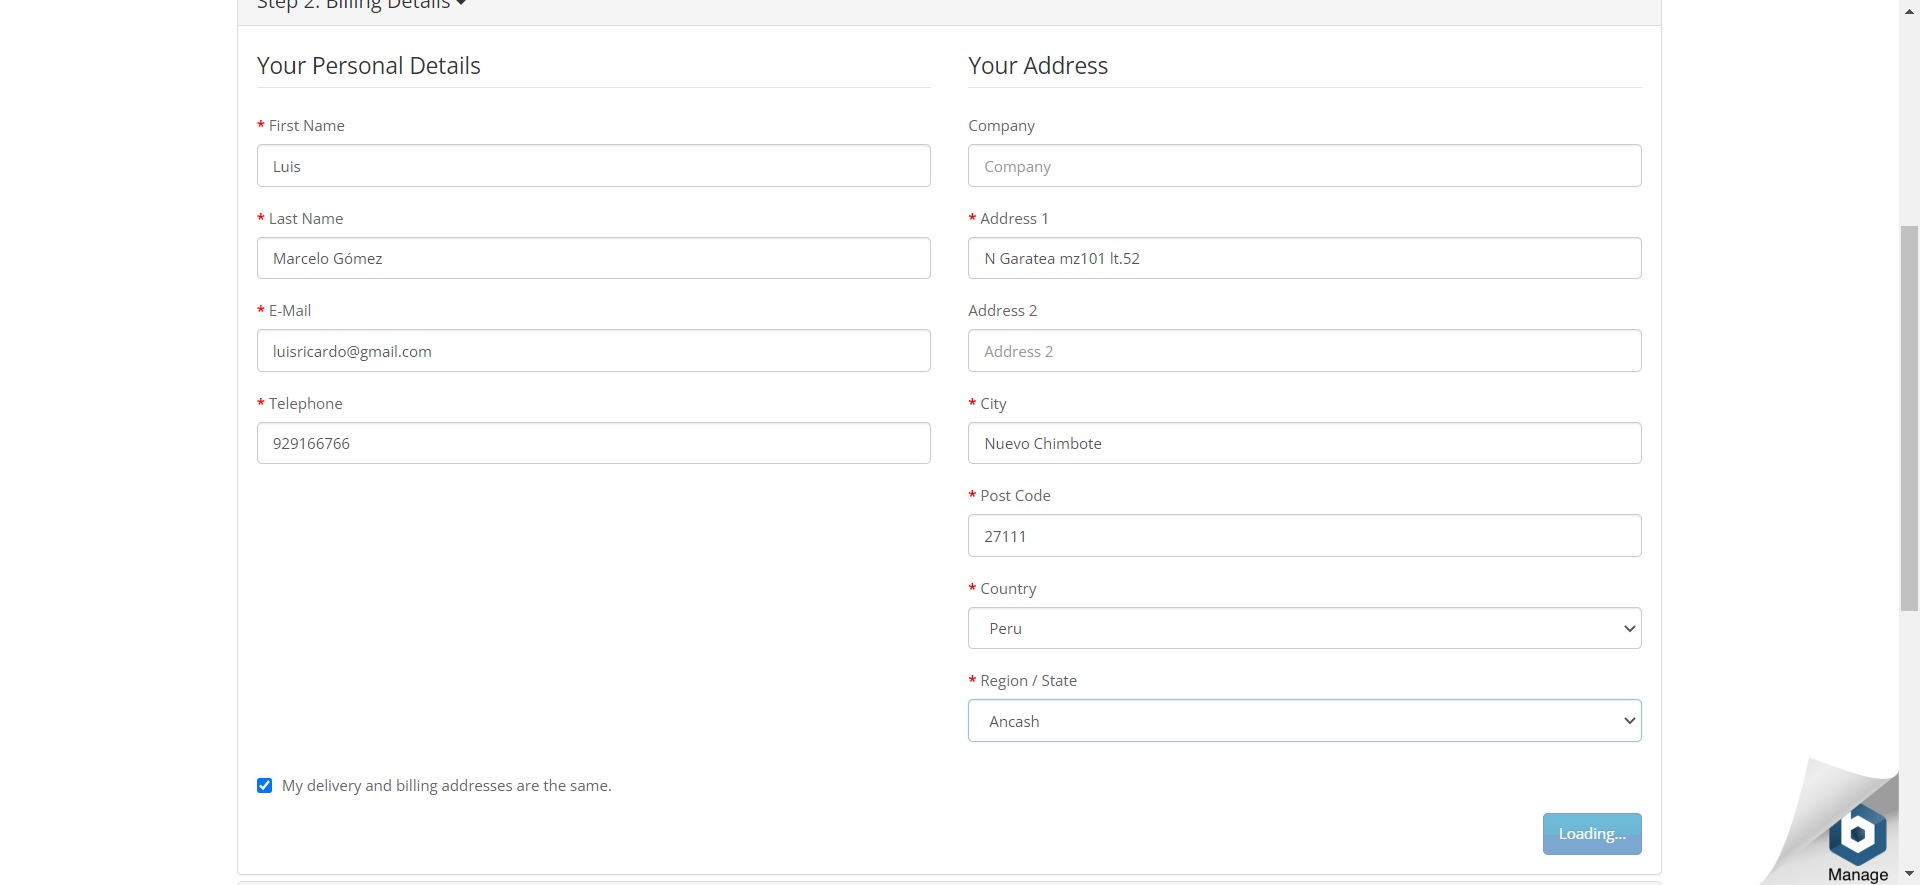 Step 2: Billing Details
Your Personal Details
* First Name
Luis
* Last Name
Marcelo Gómez
* E-Mail
luisricardo@gmail.com
* Telephone
929166766
Your Address
Company
Company
* Address 1
N Garatea mz101 lt.52
Address 2
Address 2
* City
Nuevo Chimbote
* Post Code
27111
* Country
Peru
* Region / State
Ancash
My delivery and billing addresses are the same.
Loading...
Manage